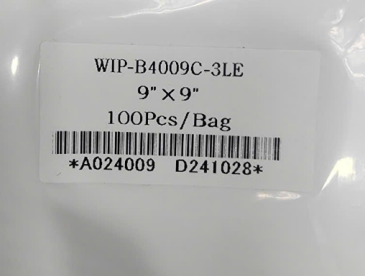 WIP-B4009C-3LE
9"×9"
100Pcs/Bag
*A024009 D241028*